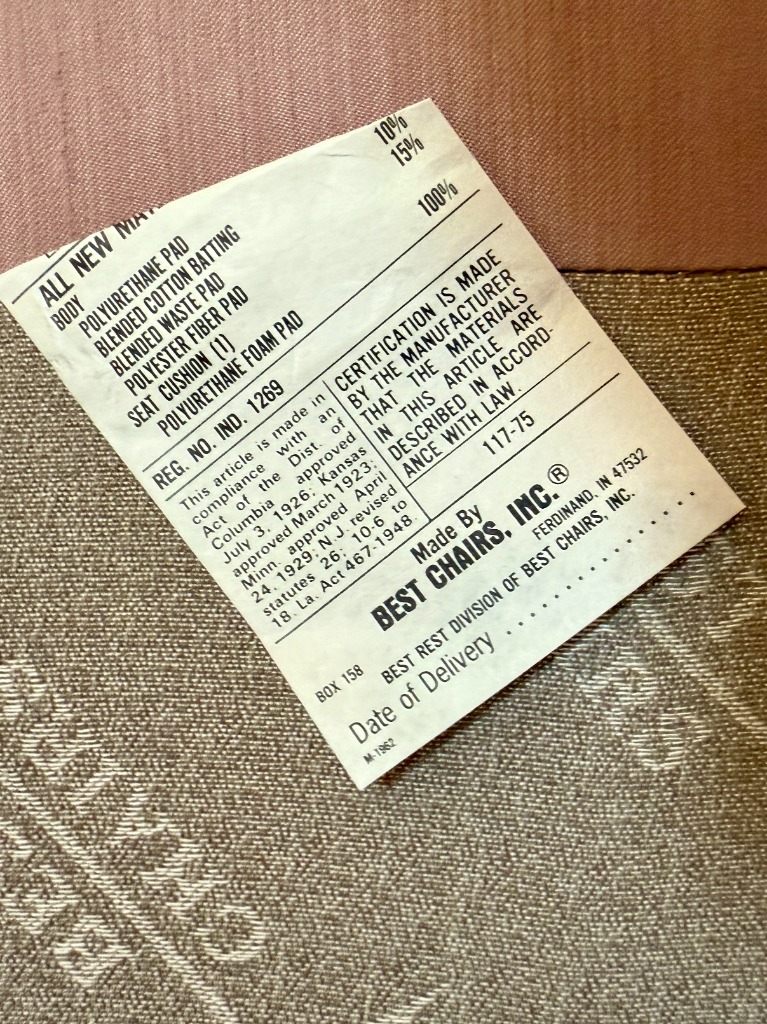 ALL NEW MAT
BODY
10%
15%
POLYURETHANE PAD
BLENDED COTTON BATTING
BLENDED WASTE PAD
POLYESTER FIBER PAD
SEAT CUSHION (1)
POLYURETHANE FOAM PAD 100%
REG. NO. IND. 1269
This article is made in
compliance with an
Act of the Dist. of
Columbia approved
July 3, 1926; Kansas
approved March 1923;
Minn. approved April
24, 1929; N.J. revised
statutes 26; 10-6 to
18. La. Act 467-1948.
CERTIFICATION IS MADE
BY THE MANUFACTURER
THAT THE MATERIALS
IN THIS ARTICLE ARE
DESCRIBED IN ACCORD-
ANCE WITH LAW.
117-75
Made By
BEST CHAIRS, INC.®
BOX 158 FERDINAND, IN 47532
BEST REST DIVISION OF BEST CHAIRS, INC.
Date of Delivery ..................
M-1962
CHAIRS
BES